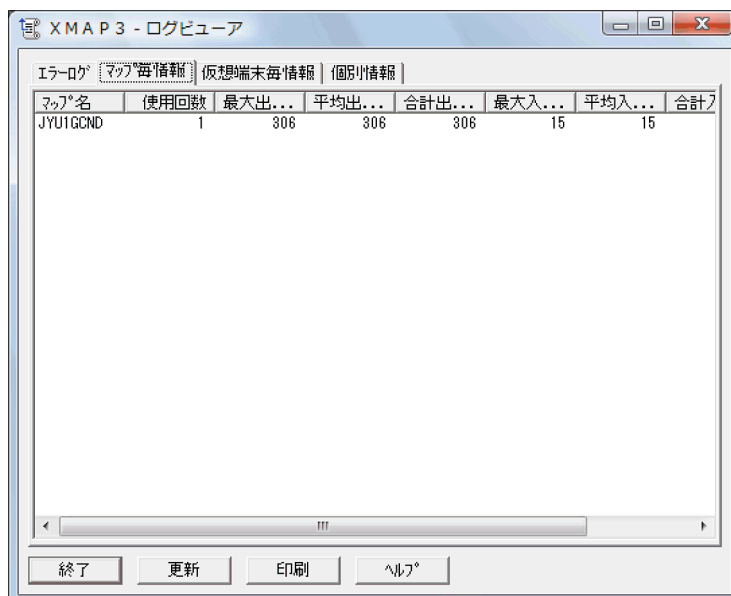 XMAP3 - ログビューア
ｴﾗｰﾛｸﾞ ﾏｯﾌﾟ毎情報 仮想端末毎情報 個別情報
ﾏｯﾌﾟ名 使用回数 最大出... 平均出... 合計出... 最大入... 平均入... 合計
JYU1GCND 1 306 306 306 15 15
終了 更新 印刷 ﾍﾙﾌﾟ